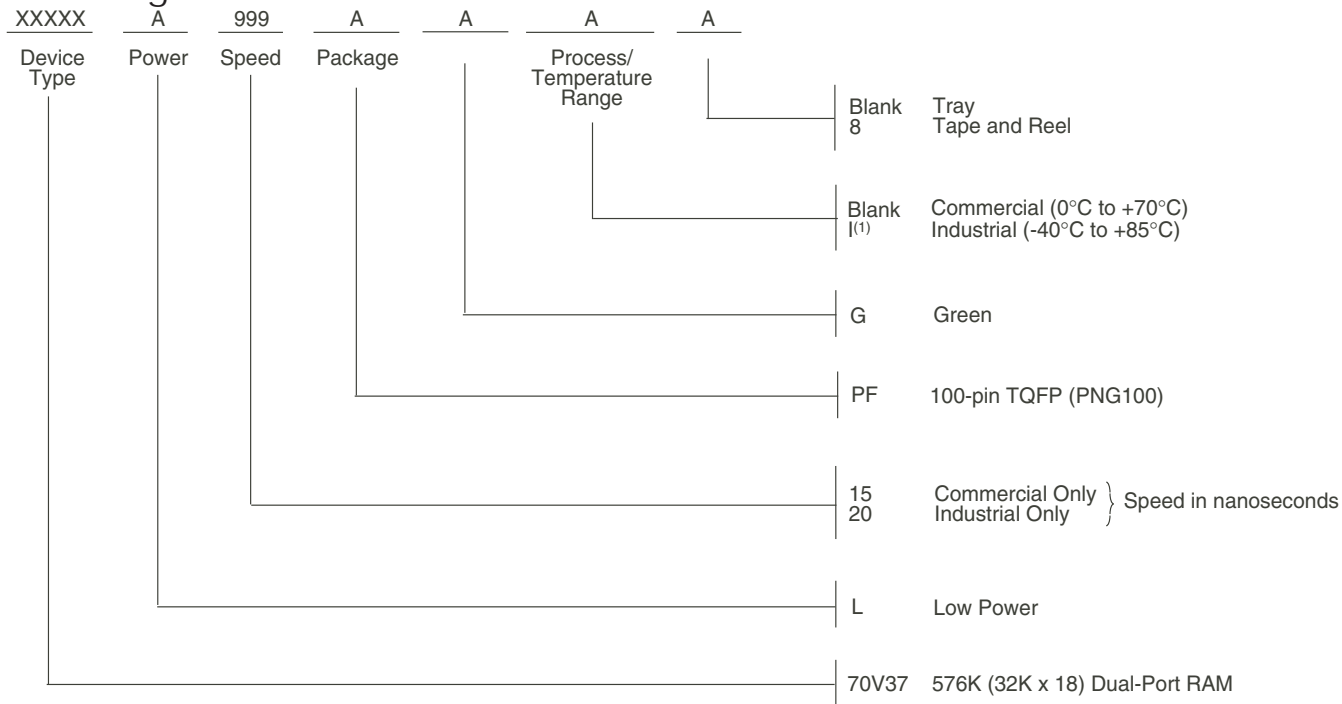 XXXXX A 999 A A A A
Device Type
Power
Speed
Package
Process/
Temperature
Range
Blank Tray
8 Tape and Reel
Blank Commercial (0°C to +70°C)
I(1) Industrial (-40°C to +85°C)
G Green
PF 100-pin TQFP (PNG100)
15 Commercial Only
20 Industrial Only
Speed in nanoseconds
L Low Power
70V37 576K (32K x 18) Dual-Port RAM